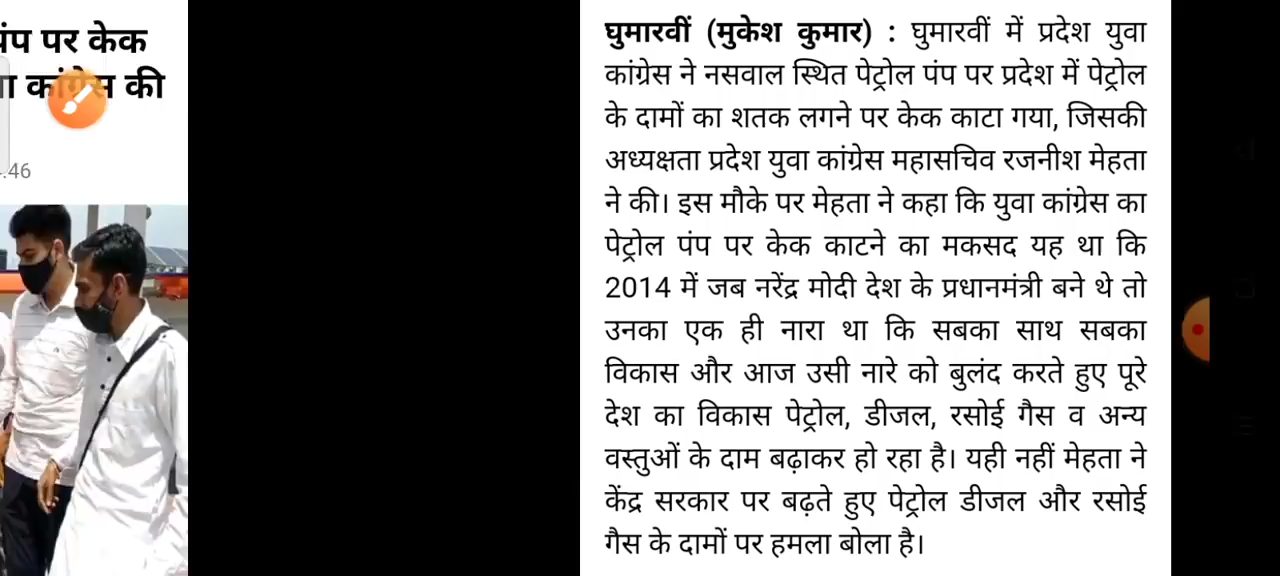 पंप पर केक
कांग्रेस की
.46
घुमारवीं (मुकेश कुमार) : घुमारवीं में प्रदेश युवा
कांग्रेस ने नसवाल स्थित पेट्रोल पंप पर प्रदेश में पेट्रोल
के दामों का शतक लगने पर केक काटा गया, जिसकी
अध्यक्षता प्रदेश युवा कांग्रेस महासचिव रजनीश मेहता
ने की। इस मौके पर मेहता ने कहा कि युवा कांग्रेस का
पेट्रोल पंप पर केक काटने का मकसद यह था कि
2014 में जब नरेंद्र मोदी देश के प्रधानमंत्री बने थे तो
उनका एक ही नारा था कि सबका साथ सबका
विकास और आज उसी नारे को बुलंद करते हुए पूरे
देश का विकास पेट्रोल, डीजल, रसोई गैस व अन्य
वस्तुओं के दाम बढ़ाकर हो रहा है। यही नहीं मेहता ने
केंद्र सरकार पर बढ़ते हुए पेट्रोल डीजल और रसोई
गैस के दामों पर हमला बोला है।